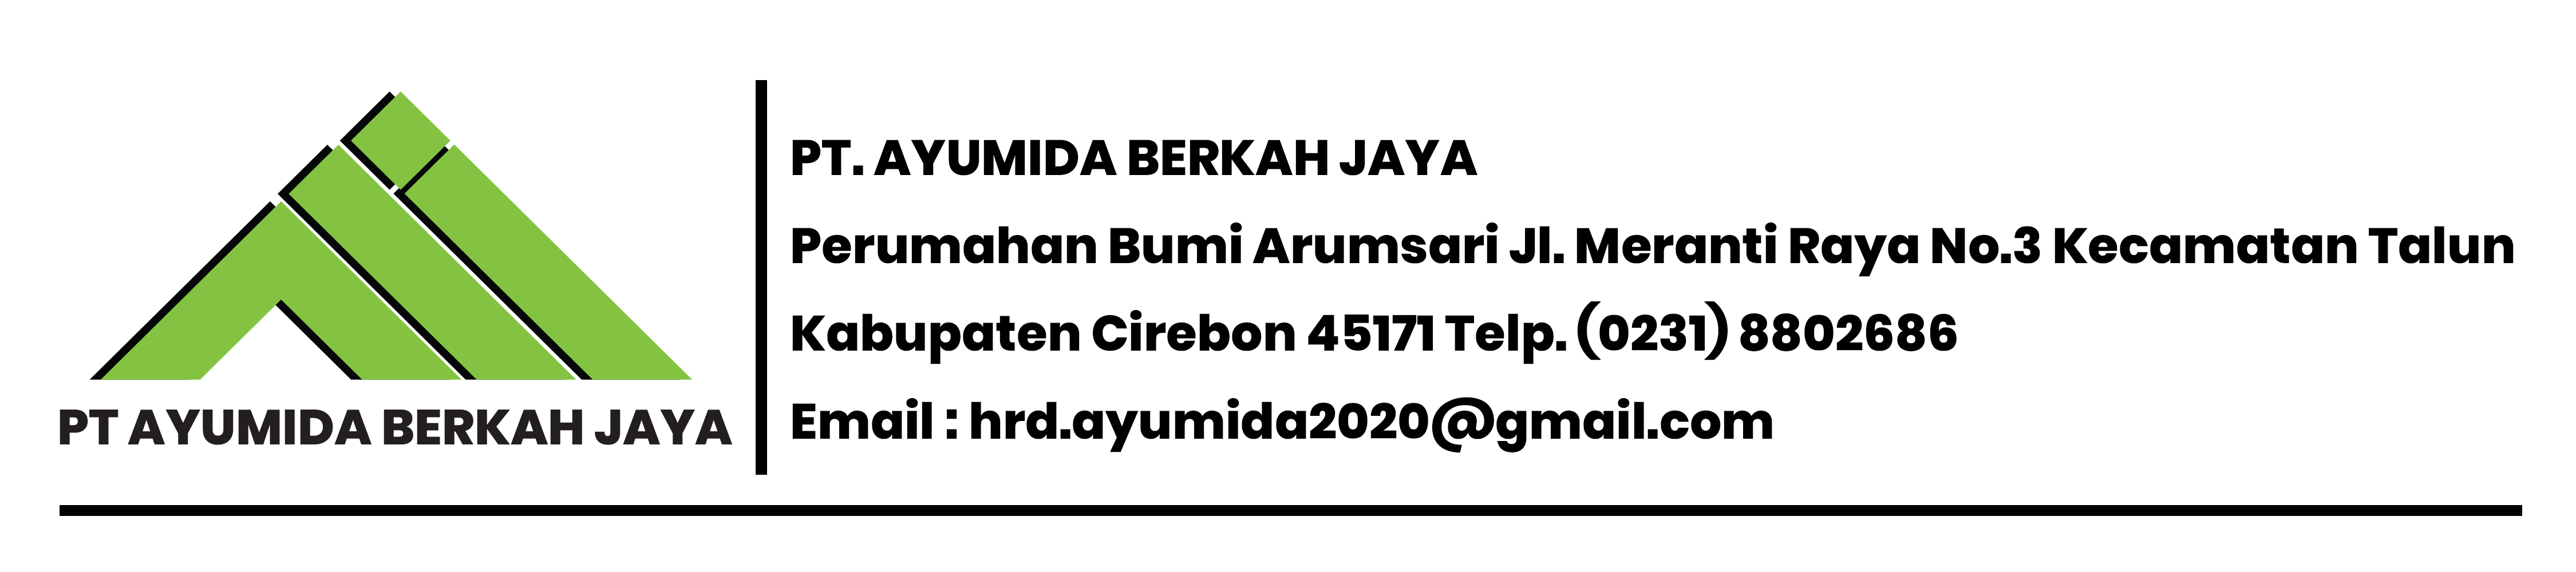 PT AYUMIDA BERKAH JAYA
PT. AYUMIDA BERKAH JAYA
Perumahan Bumi Arumsari Jl. Meranti Raya No.3 Kecamatan Talun
Kabupaten Cirebon 45171 Telp. (0231) 8802686
Email : hrd.ayumida2020@gmail.com